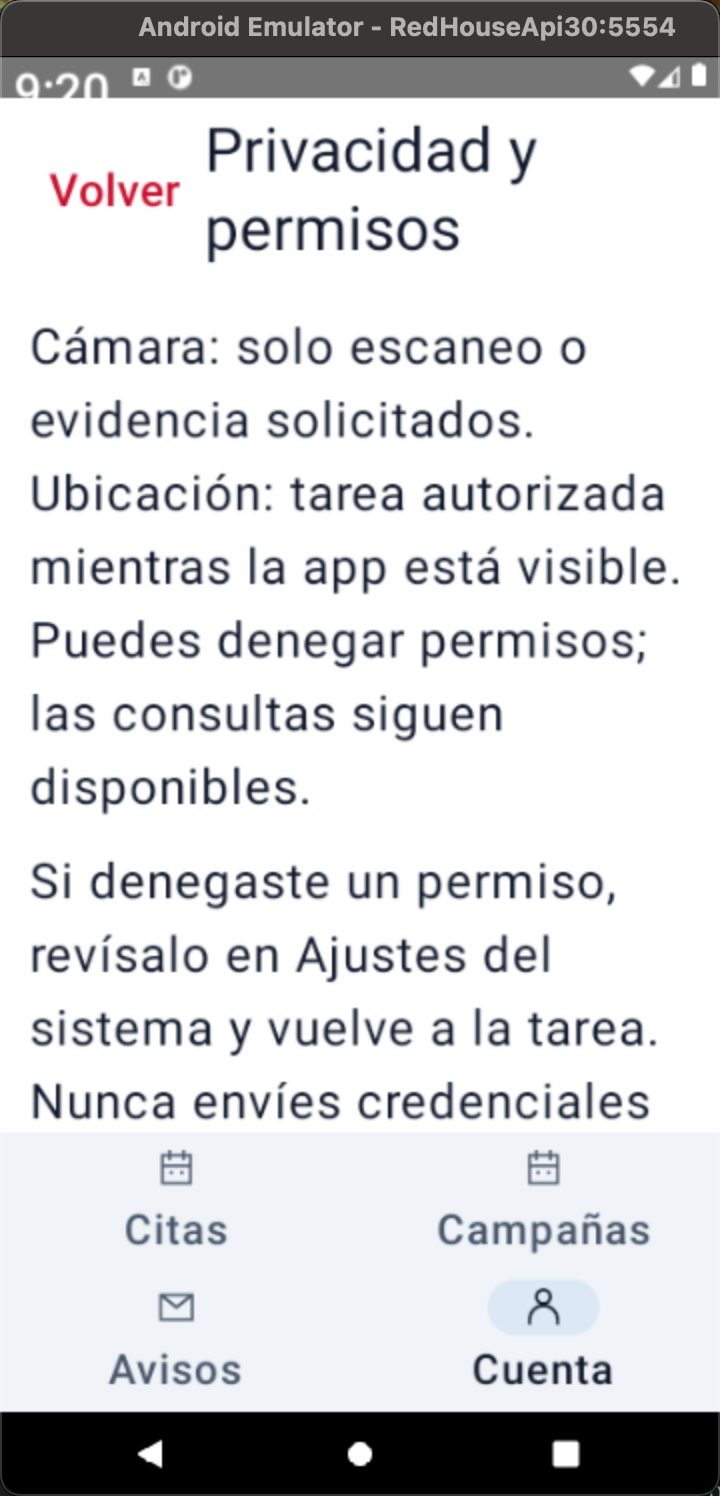 Android Emulator - RedHouseApi30:5554
9:20
Volver
Privacidad y
permisos
Cámara: solo escaneo o
evidencia solicitados.
Ubicación: tarea autorizada
mientras la app está visible.
Puedes denegar permisos;
las consultas siguen
disponibles.
Si denegaste un permiso,
revísalo en Ajustes del
sistema y vuelve a la tarea.
Nunca envíes credenciales
Citas
Campañas
Avisos
Cuenta